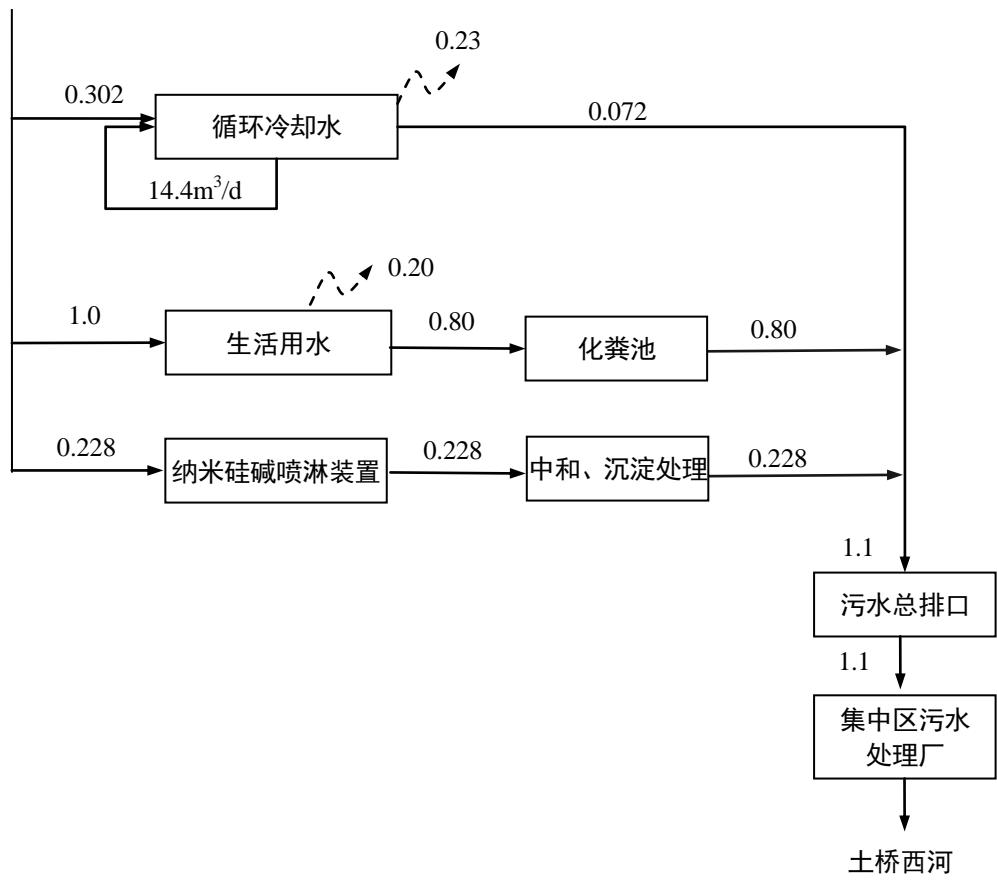 0.23
0.302
循环冷却水
0.072
14.4m³/d
0.20
1.0
生活用水
0.80
化粪池
0.80
0.228
纳米硅碱喷淋装置
0.228
中和、沉淀处理
0.228
1.1
污水总排口
1.1
集中区污水
处理厂
土桥西河